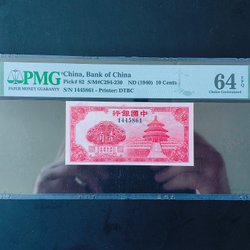 PMG
PAPER MONEY GUARANTY
China, Bank of China
Pick# 82 S/M#C294-230 ND (1940) 10 Cents
S/N 1445861 - Printer: DTBC
64 EPQ
Choice Uncirculated
行銀國中
1445861